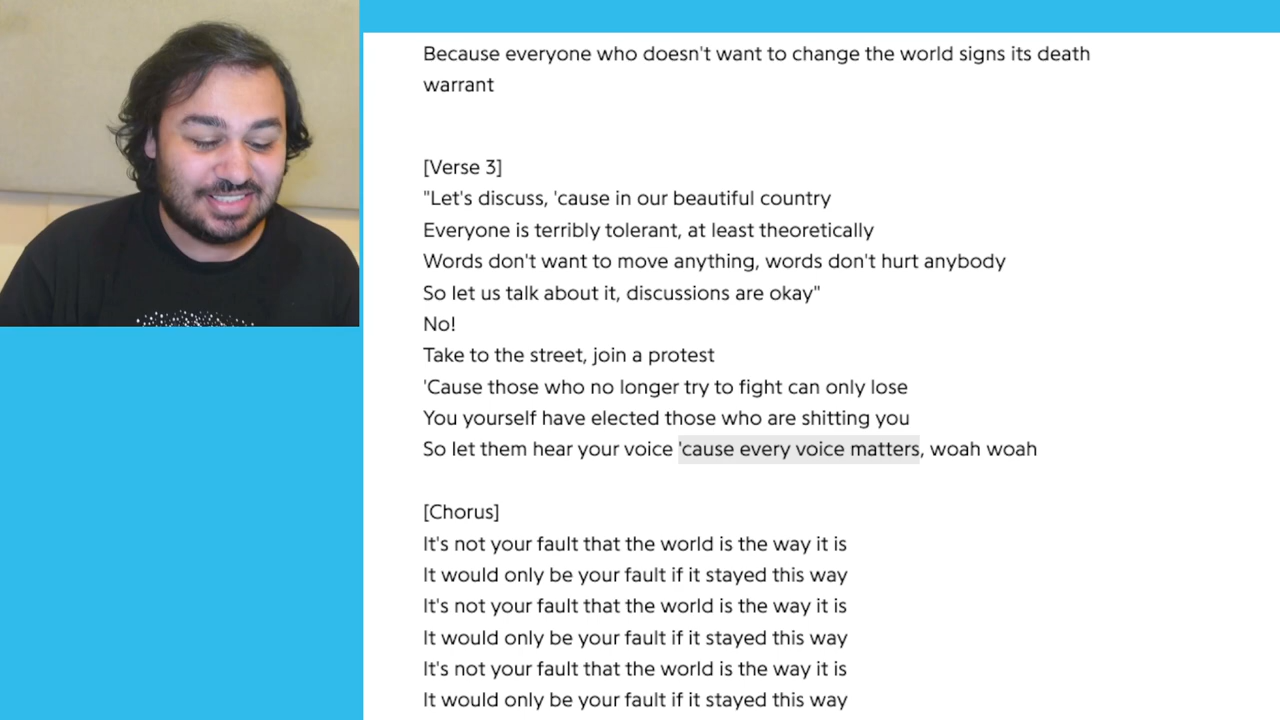 Because everyone who doesn't want to change the world signs its death
warrant
[Verse 3]
"Let's discuss, 'cause in our beautiful country
Everyone is terribly tolerant, at least theoretically
Words don't want to move anything, words don't hurt anybody
So let us talk about it, discussions are okay"
No!
Take to the street, join a protest
'Cause those who no longer try to fight can only lose
You yourself have elected those who are shitting you
So let them hear your voice 'cause every voice matters, woah woah
[Chorus]
It's not your fault that the world is the way it is
It would only be your fault if it stayed this way
It's not your fault that the world is the way it is
It would only be your fault if it stayed this way
It's not your fault that the world is the way it is
It would only be your fault if it stayed this way